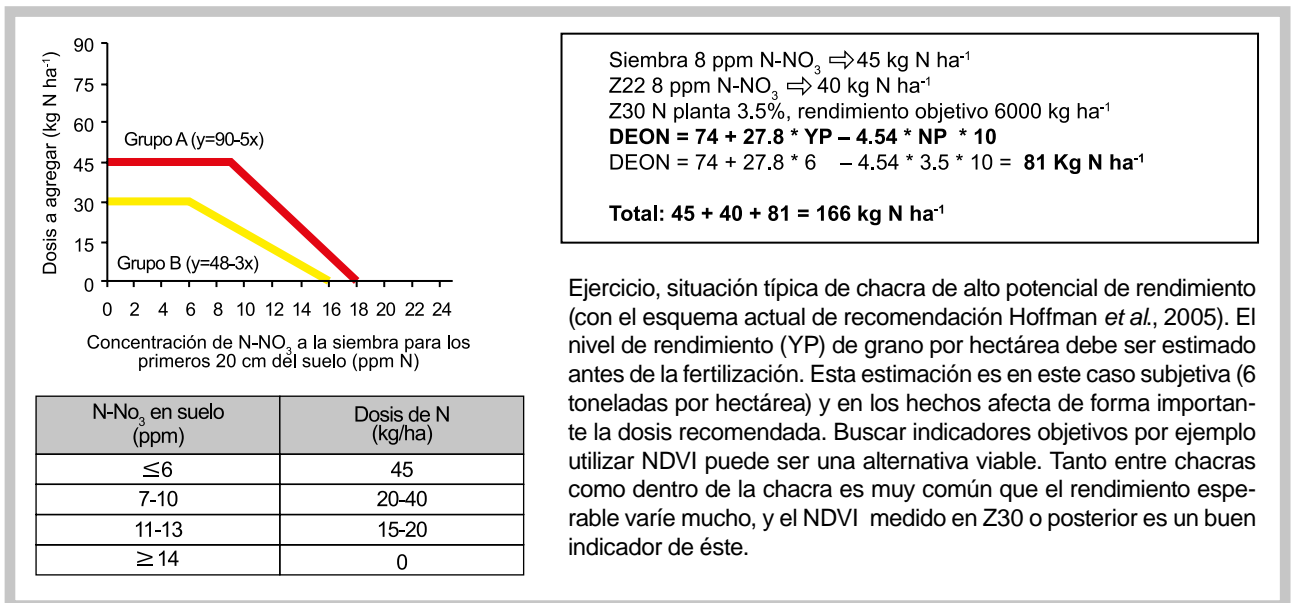 90
75
60
45
30
15
0
Dosis a agregar (kg N ha-1)
Grupo A (y=90-5x)
Grupo B (y=48-3x)
0 2 4 6 8 10 12 14 16 18 20 22 24
Concentración de N-NO3 a la siembra para los
primeros 20 cm del suelo (ppm N)
N-No3 en suelo (ppm) Dosis de N (kg/ha)
≤6 45
7-10 20-40
11-13 15-20
≥14 0
Siembra 8 ppm N-NO3 ⇨45 kg N ha-1
Z22 8 ppm N-NO3 ⇨ 40 kg N ha-1
Z30 N planta 3.5%, rendimiento objetivo 6000 kg ha-1
DEON = 74 + 27.8 * YP – 4.54 * NP * 10
DEON = 74 + 27.8 * 6 – 4.54 * 3.5 * 10 = 81 Kg N ha-1
Total: 45 + 40 + 81 = 166 kg N ha-1
Ejercicio, situación típica de chacra de alto potencial de rendimiento
(con el esquema actual de recomendación Hoffman et al., 2005). El
nivel de rendimiento (YP) de grano por hectárea debe ser estimado
antes de la fertilización. Esta estimación es en este caso subjetiva (6
toneladas por hectárea) y en los hechos afecta de forma importan-
te la dosis recomendada. Buscar indicadores objetivos por ejemplo
utilizar NDVI puede ser una alternativa viable. Tanto entre chacras
como dentro de la chacra es muy común que el rendimiento espe-
rable varíe mucho, y el NDVI medido en Z30 o posterior es un buen
indicador de éste.